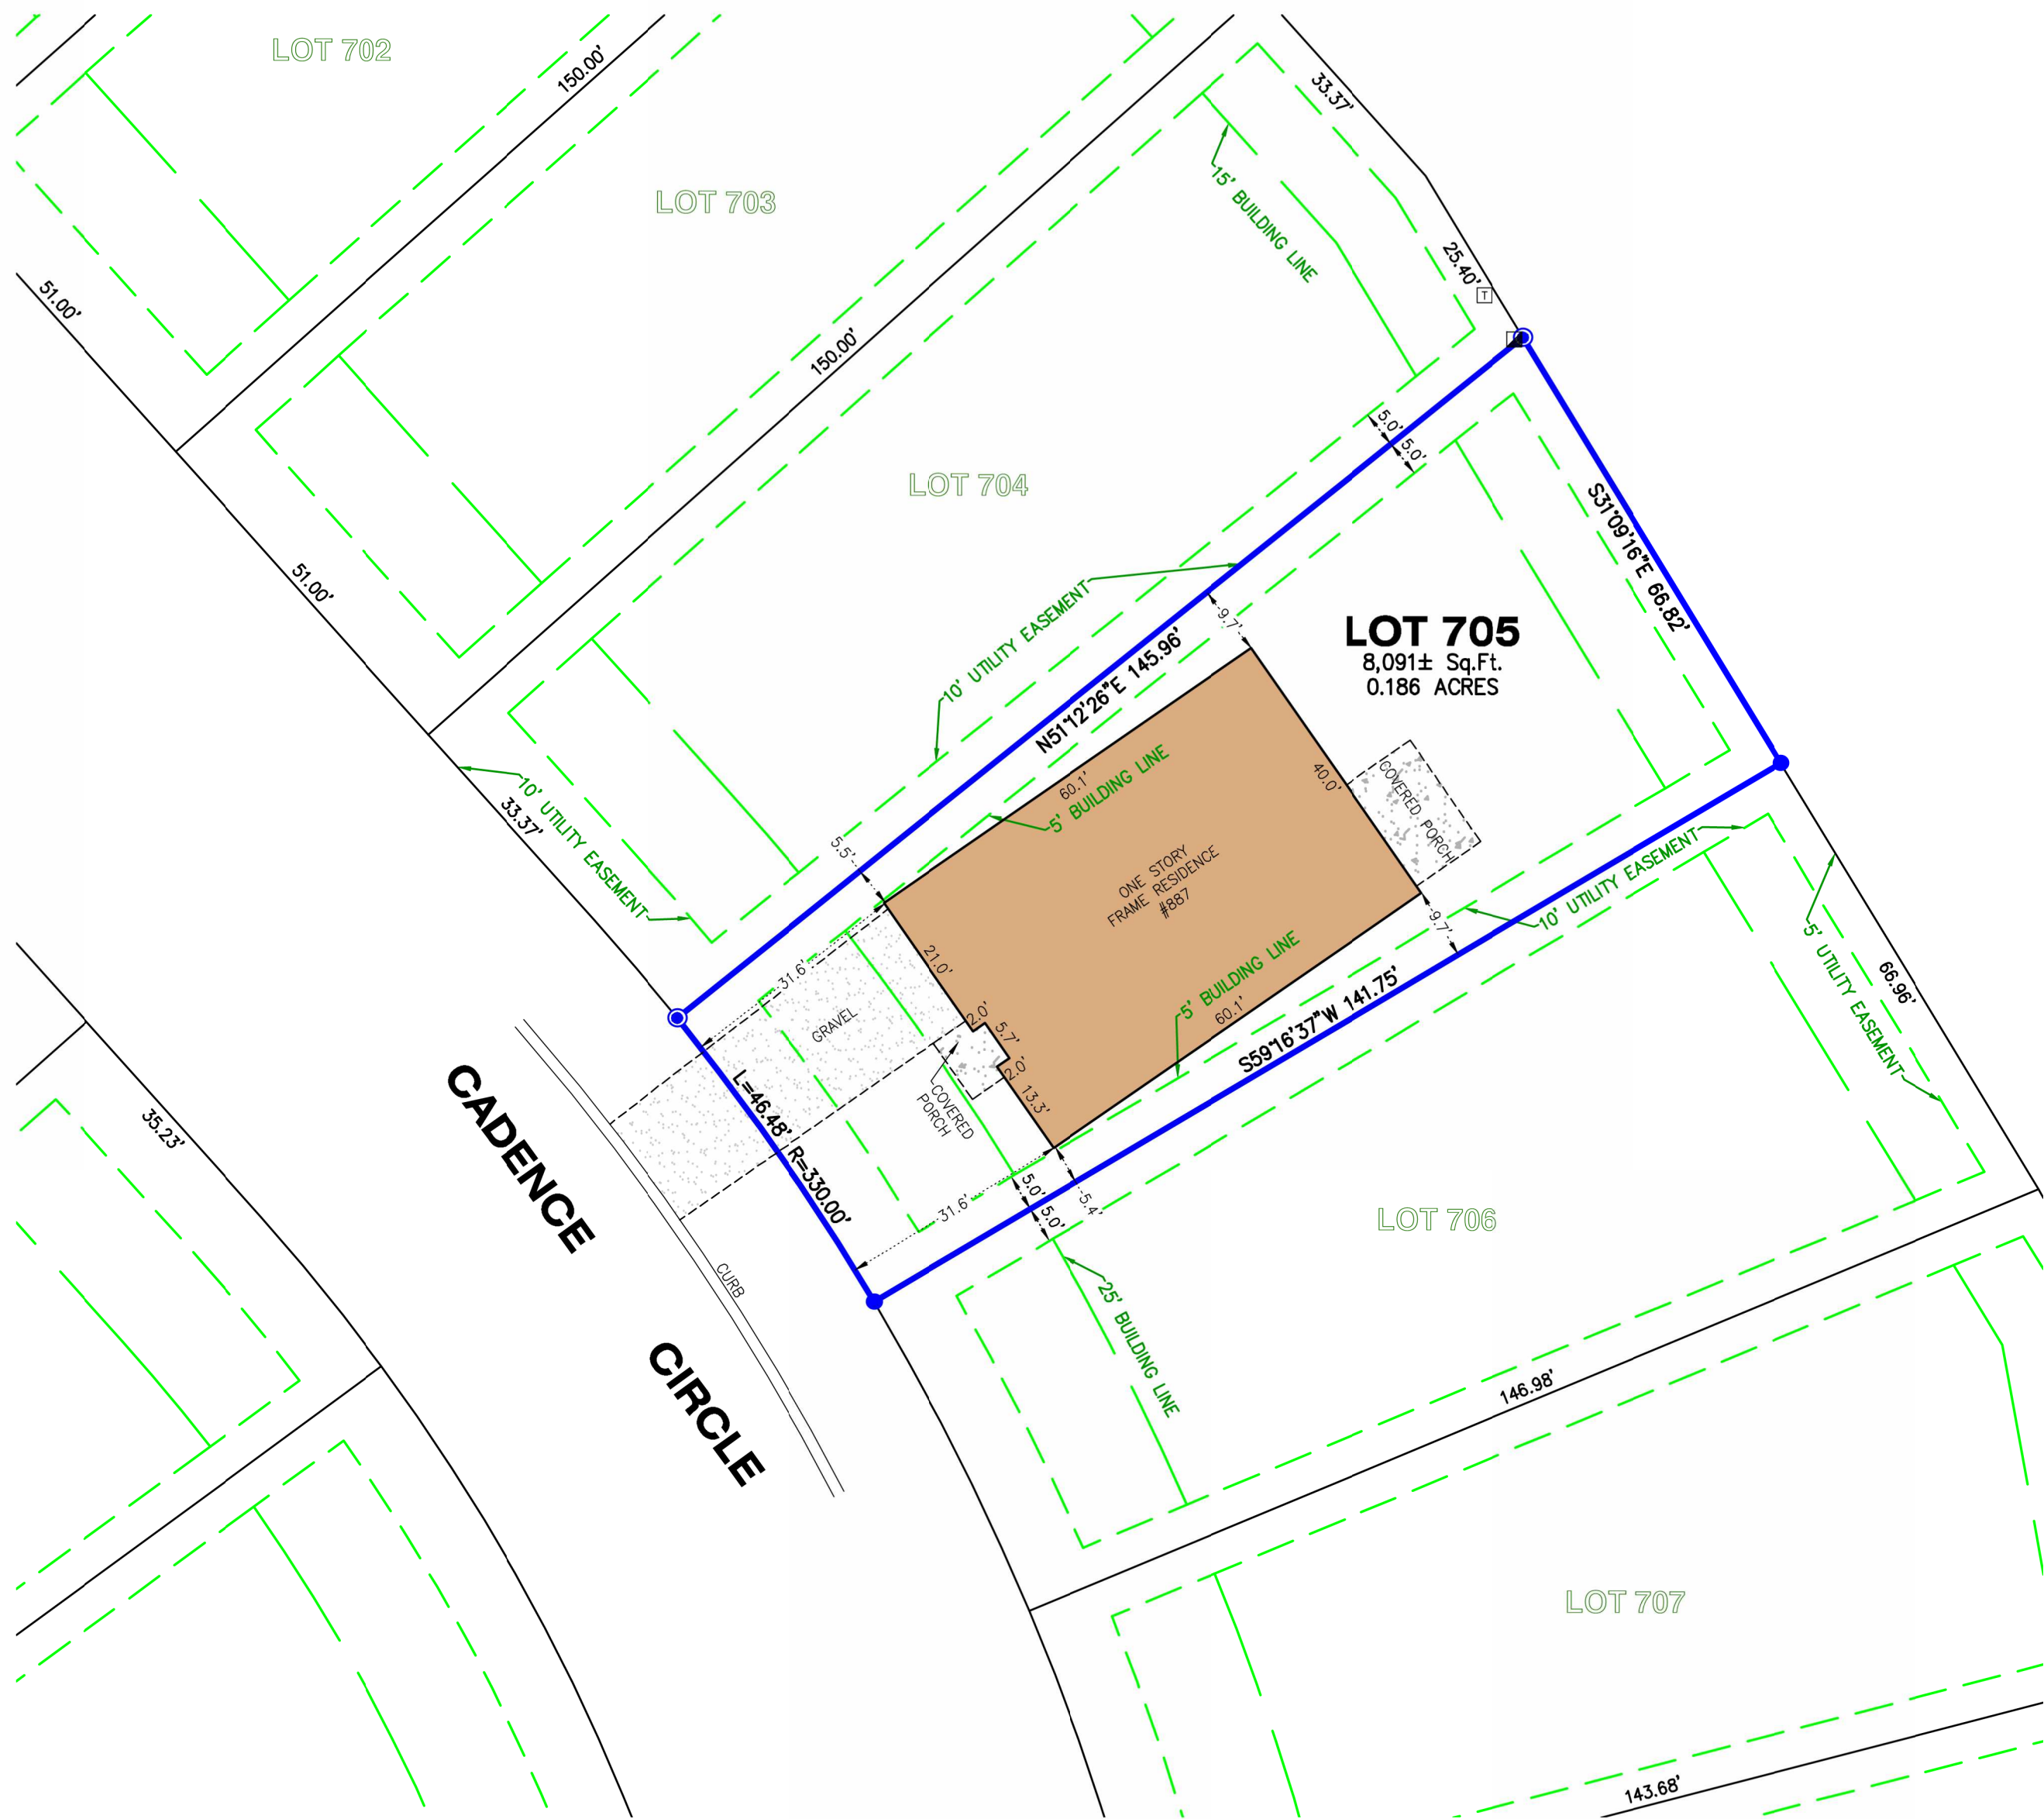 LOT 702
150.00'
33.37'
LOT 703
15' BUILDING LINE
25.40'
T
51.00'
150.00'
5.0'
5.0'
LOT 704
S31°09'16"E 66.82'
51.00'
10' UTILITY EASEMENT
9.7'
LOT 705
8,091± Sq.Ft.
0.186 ACRES
N51°12'26"E 145.96'
10' UTILITY EASEMENT
33.37'
60.1'
5' BUILDING LINE
40.0'
COVERED PORCH
5.5'
ONE STORY
FRAME RESIDENCE
#887
10' UTILITY EASEMENT
5' UTILITY EASEMENT
66.96'
9.7'
21.0'
31.6'
GRAVEL
2.0'
5.7'
2.0'
13.3'
COVERED
PORCH
5' BUILDING LINE
60.1'
S59°16'37"W 141.75'
L=46.48' R=330.00'
CADENCE
CIRCLE
CURB
35.23'
31.6'
5.0'
5.0'
5.4'
LOT 706
25' BUILDING LINE
146.98'
LOT 707
143.68'